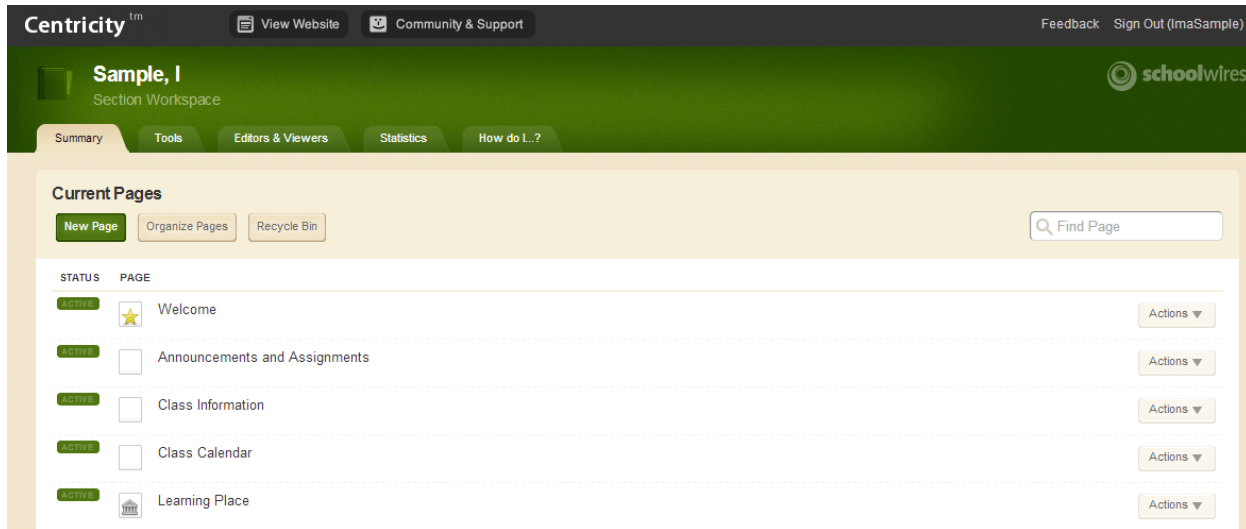 Centricity tm View Website Community & Support Feedback Sign Out (ImaSample)
Sample, I
Section Workspace
schoolwires
Summary Tools Editors & Viewers Statistics How do I...?
Current Pages
New Page Organize Pages Recycle Bin Find Page
STATUS PAGE
ACTIVE Welcome Actions
ACTIVE Announcements and Assignments Actions
ACTIVE Class Information Actions
ACTIVE Class Calendar Actions
ACTIVE Learning Place Actions